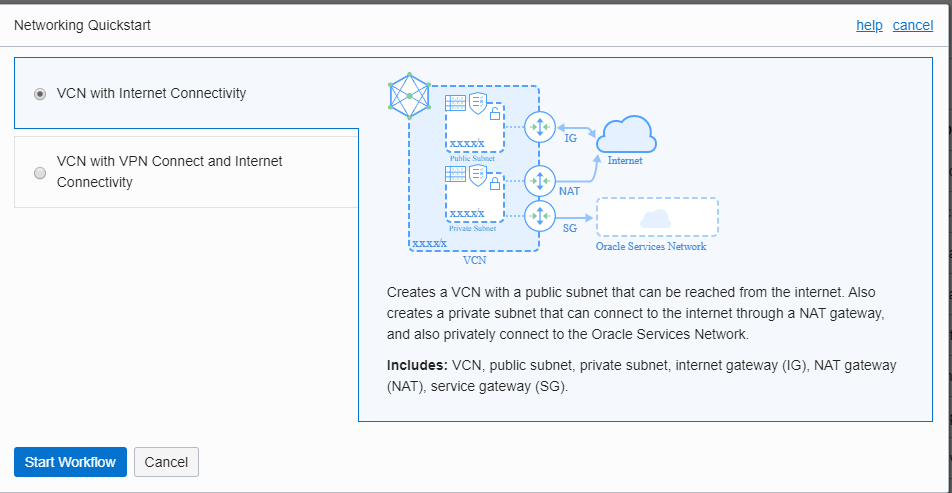 Networking Quickstart
help cancel
VCN with Internet Connectivity
VCN with VPN Connect and Internet
Connectivity
x.x.x.x/x
Public Subnet
IG
Internet
NAT
x.x.x.x/x
Private Subnet
SG
x.x.x.x/x
Oracle Services Network
VCN
Creates a VCN with a public subnet that can be reached from the internet. Also
creates a private subnet that can connect to the internet through a NAT gateway,
and also privately connect to the Oracle Services Network.
Includes: VCN, public subnet, private subnet, internet gateway (IG), NAT gateway
(NAT), service gateway (SG).
Start Workflow
Cancel